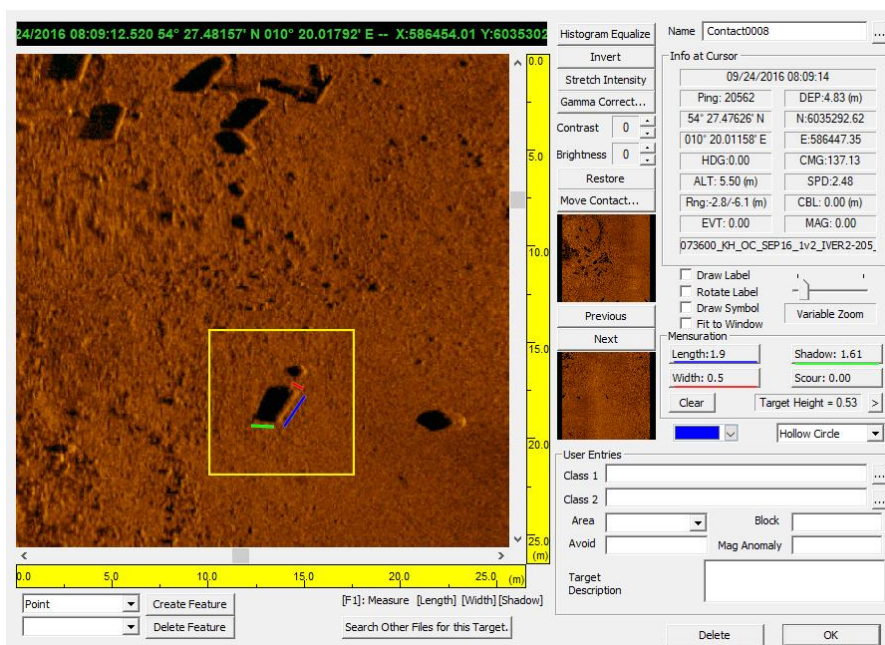 24/2016 08:09:12.520 54° 27.48157' N 010° 20.01792' E -- X:586454.01 Y:6035302
0.0
5.0
10.0
15.0
20.0
25.0
(m)
0.0 5.0 10.0 15.0 20.0 25.0 (m)
Point
Create Feature
Delete Feature
[F1]: Measure [Length] [Width] [Shadow]
Search Other Files for this Target.
Histogram Equalize
Invert
Stretch Intensity
Gamma Correct...
Contrast 0
Brightness 0
Restore
Move Contact...
Previous
Next
Name Contact0008 ...
Info at Cursor
09/24/2016 08:09:14
Ping: 20562 DEP:4.83 (m)
54° 27.47626' N N:6035292.62
010° 20.01158' E E:586447.35
HDG:0.00 CMG:137.13
ALT: 5.50 (m) SPD:2.48
Rng:-2.8/-6.1 (m) CBL: 0.00 (m)
EVT: 0.00 MAG: 0.00
073600_KH_OC_SEP16_1v2_IVER2-205_
Draw Label
Rotate Label
Draw Symbol
Fit to Window
Variable Zoom
Mensuration
Length:1.9 Shadow: 1.61
Width: 0.5 Scour: 0.00
Clear Target Height = 0.53 >
Hollow Circle
User Entries
Class 1 ...
Class 2 ...
Area Block
Avoid Mag Anomaly
Target
Description
Delete OK